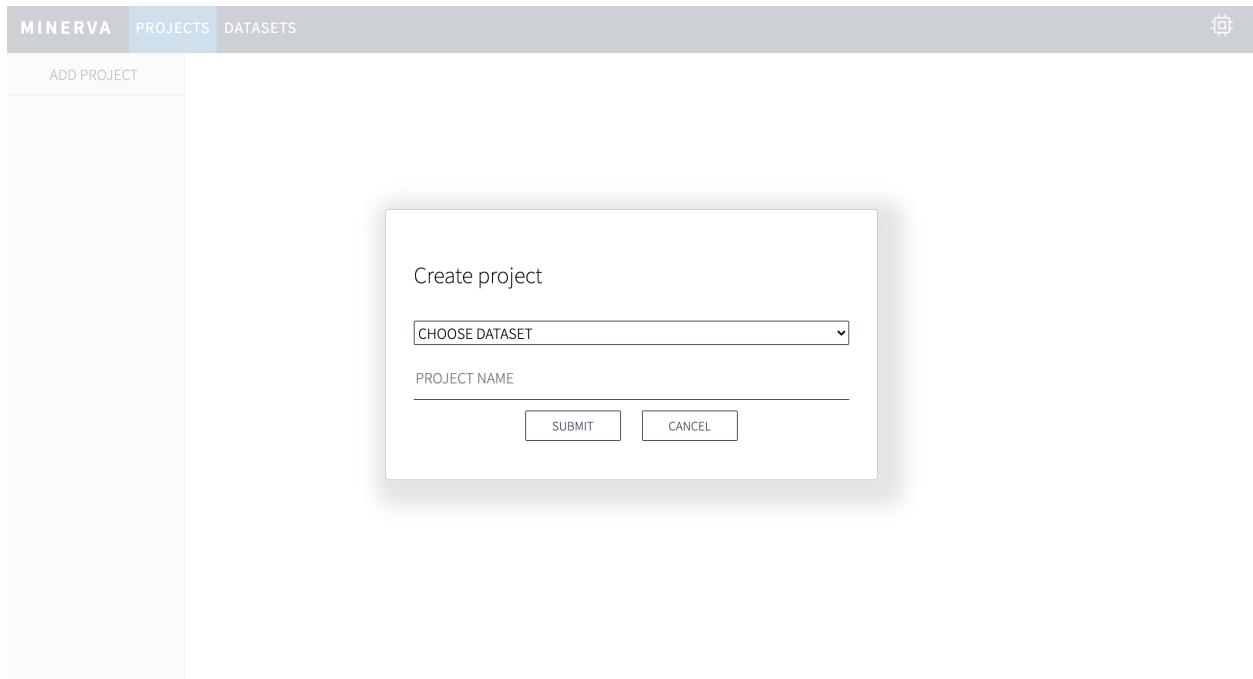 MINERVA PROJECTS DATASETS
ADD PROJECT
Create project
CHOOSE DATASET
PROJECT NAME
SUBMIT CANCEL